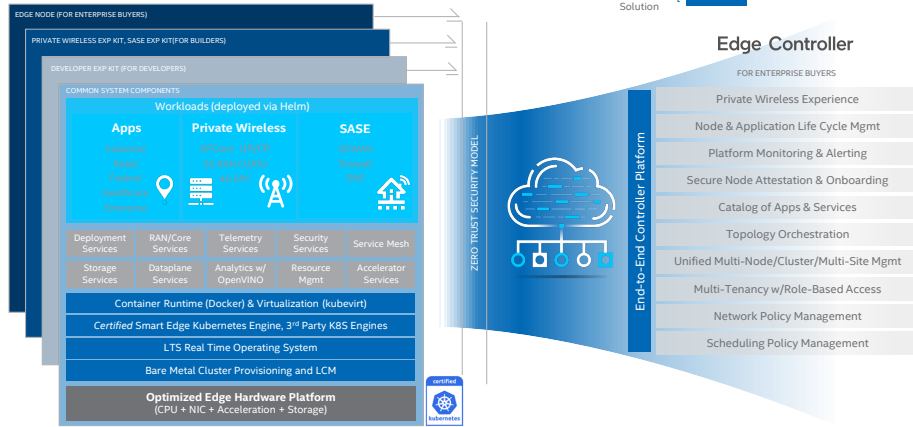 Solution
EDGE NODE (FOR ENTERPRISE BUYERS)
PRIVATE WIRELESS EXP KIT, SASE EXP KIT(FOR BUILDERS)
DEVELOPER EXP KIT (FOR DEVELOPERS)
COMMON SYSTEM COMPONENTS
Workloads (deployed via Helm)
Apps
Private Wireless
SASE
Deployment
Services
RAN/Core
Services
Telemetry
Services
Security
Services
Service Mesh
Storage
Services
Dataplane
Services
Analytics w/
OpenVINO
Resource
Mgmt
Accelerator
Services
Container Runtime (Docker) & Virtualization (kubevirt)
Certified Smart Edge Kubernetes Engine, 3rd Party K8S Engines
LTS Real Time Operating System
Bare Metal Cluster Provisioning and LCM
Optimized Edge Hardware Platform
(CPU + NIC + Acceleration + Storage)
certified
kubernetes
ZERO TRUST SECURITY MODEL
End-to-End Controller Platform
Edge Controller
FOR ENTERPRISE BUYERS
Private Wireless Experience
Node & Application Life Cycle Mgmt
Platform Monitoring & Alerting
Secure Node Attestation & Onboarding
Catalog of Apps & Services
Topology Orchestration
Unified Multi-Node/Cluster/Multi-Site Mgmt
Multi-Tenancy w/Role-Based Access
Network Policy Management
Scheduling Policy Management